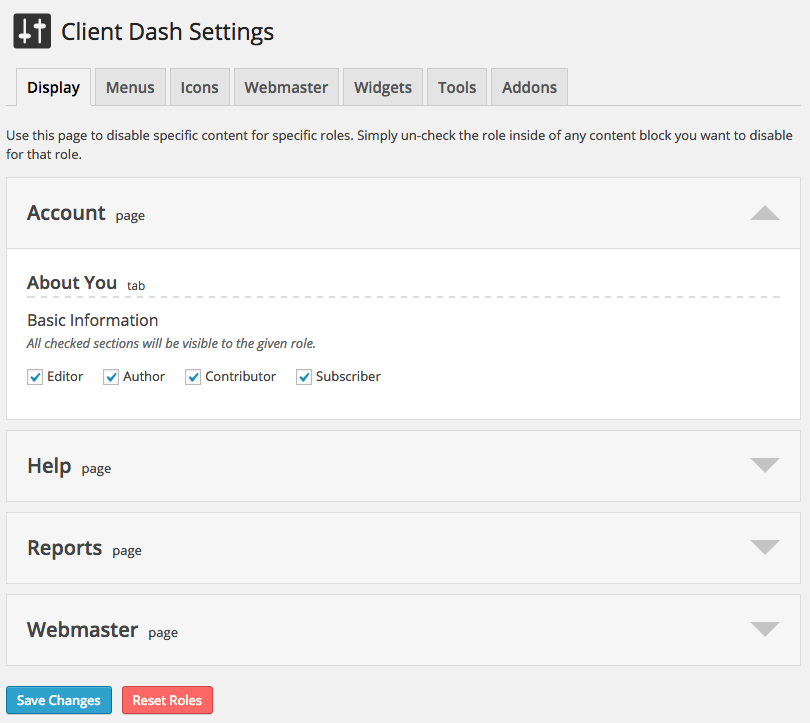 Client Dash Settings
Display Menus Icons Webmaster Widgets Tools Addons
Use this page to disable specific content for specific roles. Simply un-check the role inside of any content block you want to disable
for that role.
Account page
About You tab
Basic Information
All checked sections will be visible to the given role.
Editor Author Contributor Subscriber
Help page
Reports page
Webmaster page
Save Changes Reset Roles